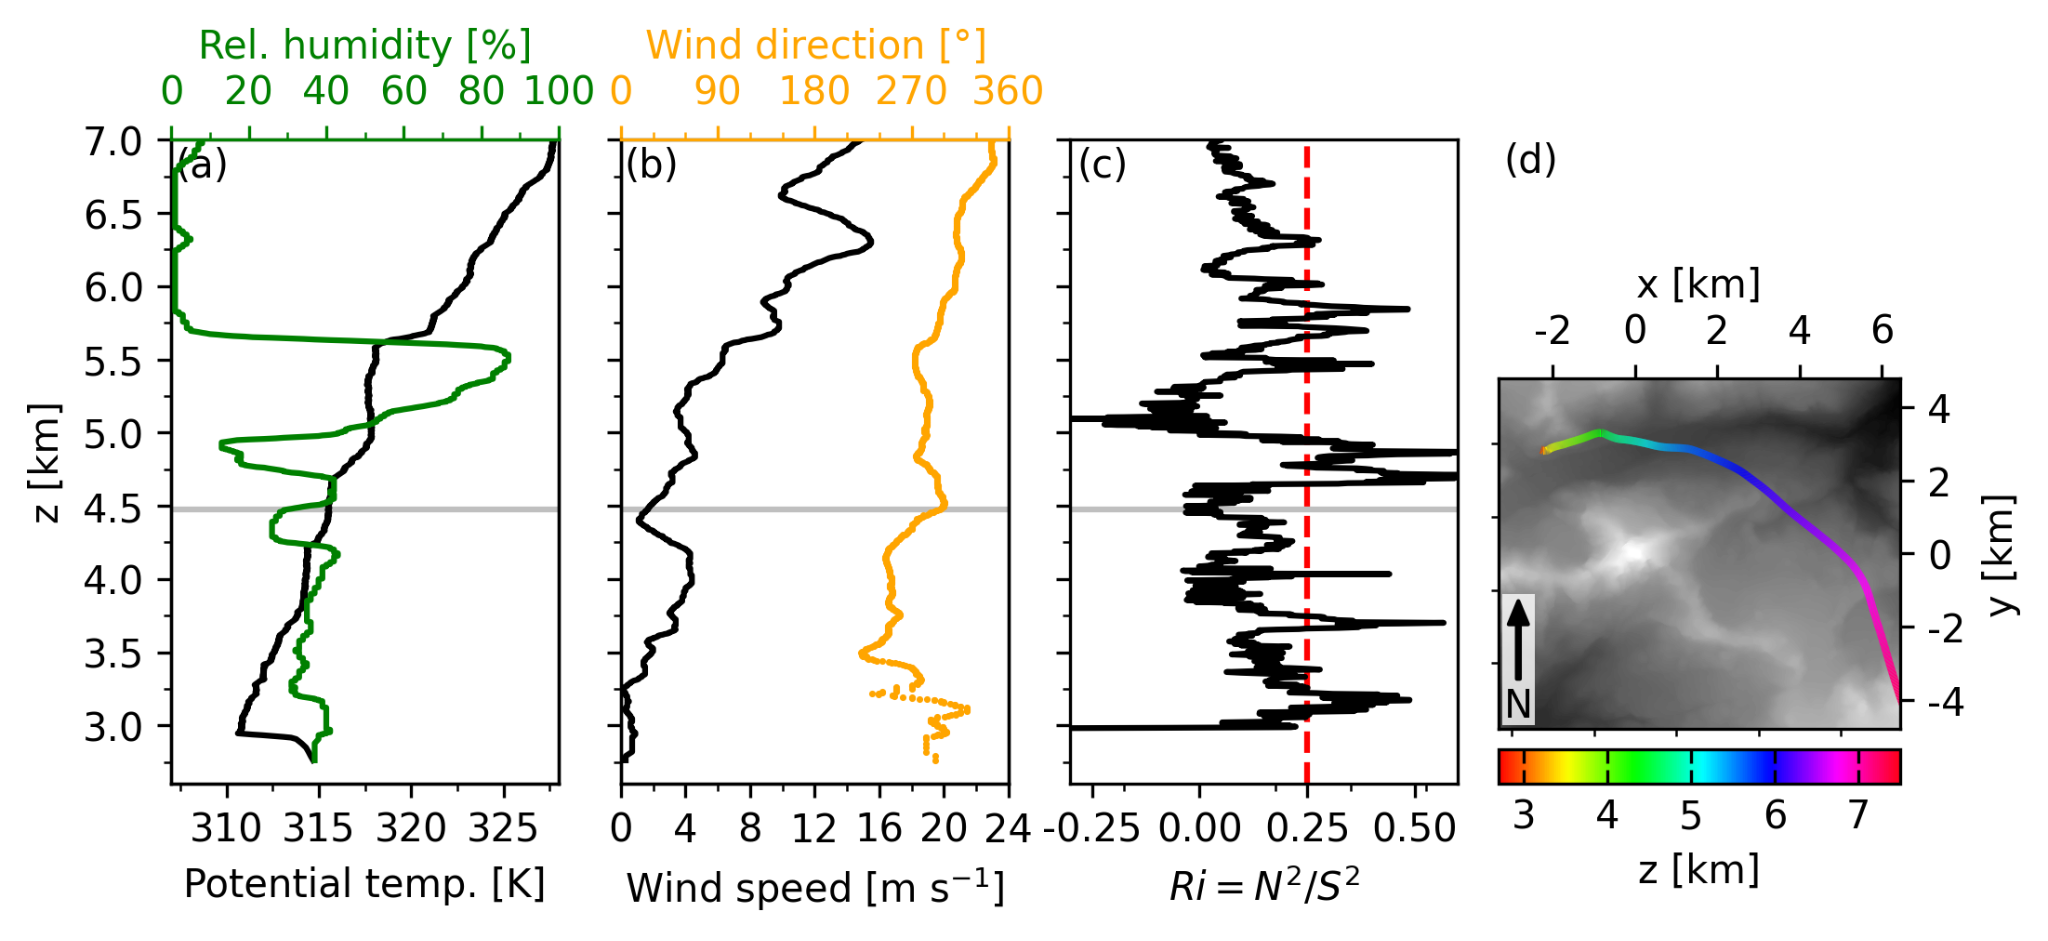 Rel. humidity [%]
0 20 40 60 80 100
Wind direction [°]
0 90 180 270 360
(a)
(b)
(c)
(d)
z [km]
7.0
6.5
6.0
5.5
5.0
4.5
4.0
3.5
3.0
310 315 320 325
Potential temp. [K]
0 4 8 12 16 20 24
Wind speed [m s⁻¹]
-0.25 0.00 0.25 0.50
Ri = N²/S²
x [km]
-2 0 2 4 6
4
2
0
-2
-4
y [km]
N
3 4 5 6 7
z [km]